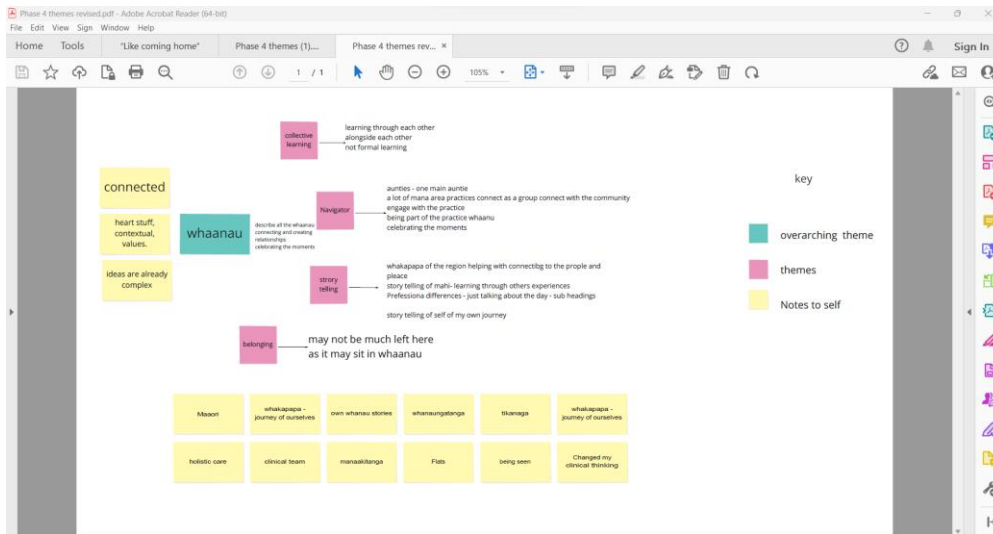 Phase 4 themes revised.pdf - Adobe Acrobat Reader (64-bit)
File Edit View Sign Window Help
Home Tools "Like coming home" Phase 4 themes (1).... Phase 4 themes rev... × Sign In
1 / 1 105%
collective
learning
learning through each other
alongside each other
not formal learning
connected
heart stuff,
contextual,
values.
ideas are already
complex
whaanau
describe all the whaanau
connecting and creating
relationships
celebrating the moments
Navigator
aunties - one main auntie
a lot of mana area practices connect as a group connect with the community
engage with the practice
being part of the practice whaanu
celebrating the moments
strory
telling
whakapapa of the region helping with connectibg to the prople and
pleace
story telling of mahi- learning through others experiences
Prefessiona differences - just talking about the day - sub headings
story telling of self of my own journey
belonging
may not be much left here
as it may sit in whaanau
key
overarching theme
themes
Notes to self
Maaori
whakapapa -
journey of ourselves
own whanau stories
whanaungatanga
tikanaga
whakapapa -
journey of ourselves
holistic care
clinical team
manaakitanga
Flats
being seen
Changed my
clinical thinking